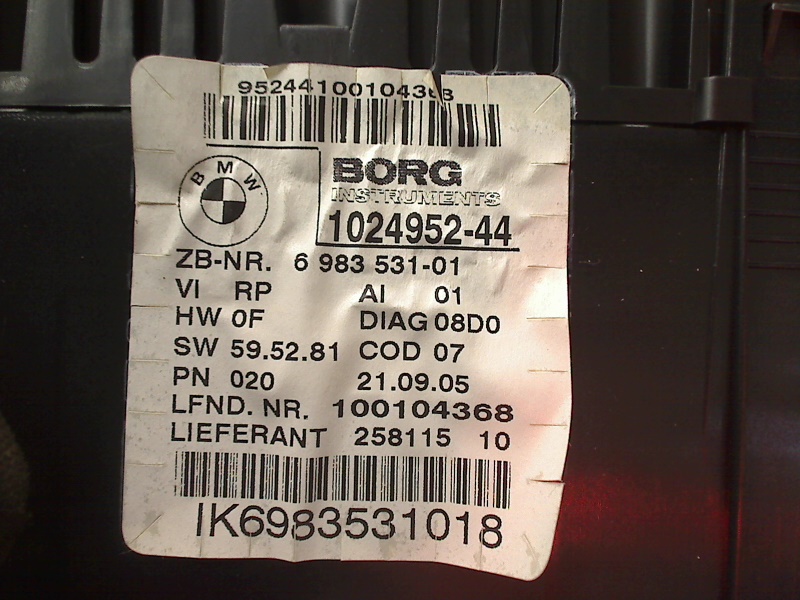 952441001043​68
BMW
BORG
INSTRUMENTS
1024952-44
ZB-NR. 6 983 531-01
VI RP AI 01
HW 0F DIAG 08D0
SW 59.52.81 COD 07
PN 020 21.09.05
LFND. NR. 100104368
LIEFERANT 258115 10
IK6983531018